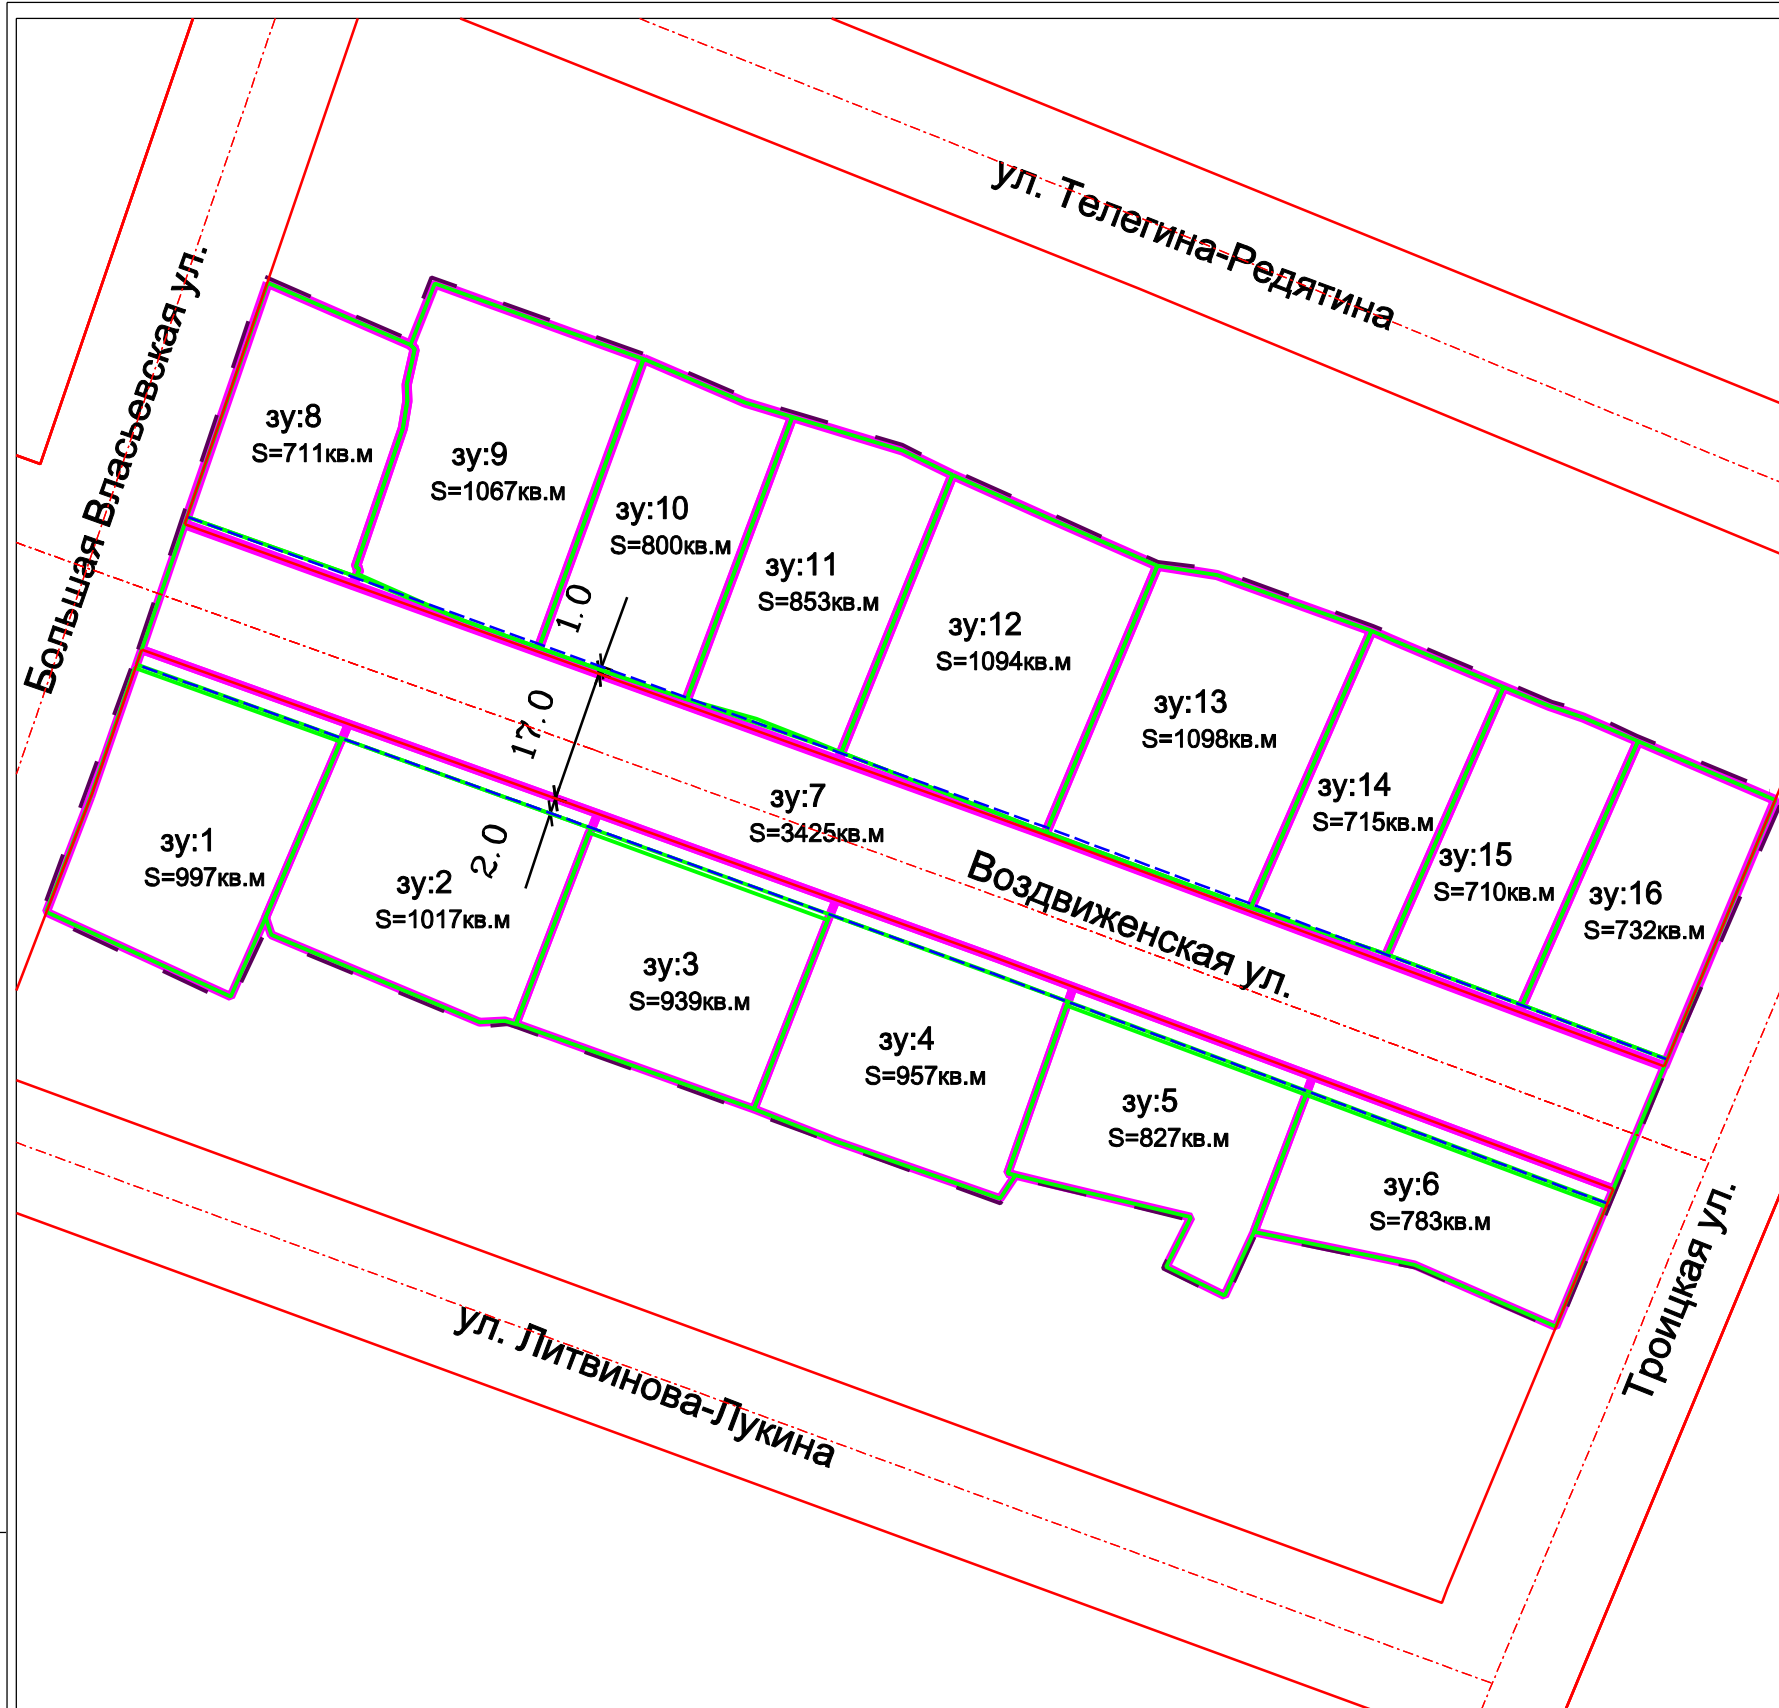 ул. Телегина-Редятина
Большая Власьевская ул.
зу:8
S=711кв.м
зу:9
S=1067кв.м
зу:10
S=800кв.м
зу:11
S=853кв.м
зу:12
S=1094кв.м
зу:13
S=1098кв.м
зу:14
S=715кв.м
зу:15
S=710кв.м
зу:16
S=732кв.м
1.0
17.0
2.0
зу:7
S=3425кв.м
Воздвиженская ул.
зу:1
S=997кв.м
зу:2
S=1017кв.м
зу:3
S=939кв.м
зу:4
S=957кв.м
зу:5
S=827кв.м
зу:6
S=783кв.м
Троицкая ул.
ул. Литвинова-Лукина